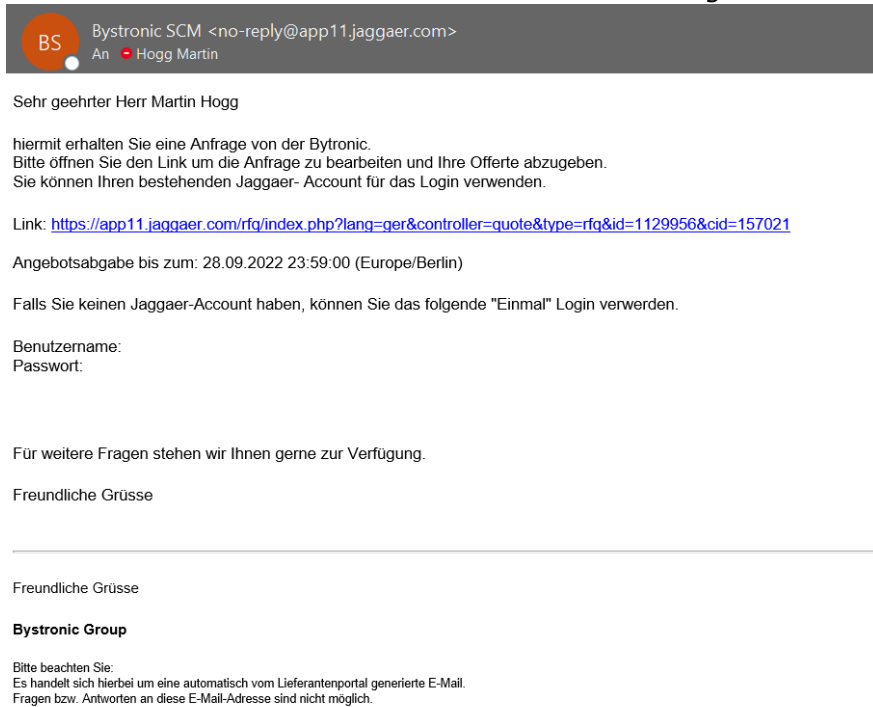 BS
Bystronic SCM <no-reply@app11.jaggaer.com>
An Hogg Martin
Sehr geehrter Herr Martin Hogg
hiermit erhalten Sie eine Anfrage von der Bytronic.
Bitte öffnen Sie den Link um die Anfrage zu bearbeiten und Ihre Offerte abzugeben.
Sie können Ihren bestehenden Jaggaer- Account für das Login verwenden.
Link: https://app11.jaggaer.com/rfq/index.php?lang=ger&controller=quote&type=rfq&id=1129956&cid=157021
Angebotsabgabe bis zum: 28.09.2022 23:59:00 (Europe/Berlin)
Falls Sie keinen Jaggaer-Account haben, können Sie das folgende "Einmal" Login verwerden.
Benutzername:
Passwort:
Für weitere Fragen stehen wir Ihnen gerne zur Verfügung.
Freundliche Grüsse
Freundliche Grüsse
Bystronic Group
Bitte beachten Sie:
Es handelt sich hierbei um eine automatisch vom Lieferantenportal generierte E-Mail.
Fragen bzw. Antworten an diese E-Mail-Adresse sind nicht möglich.